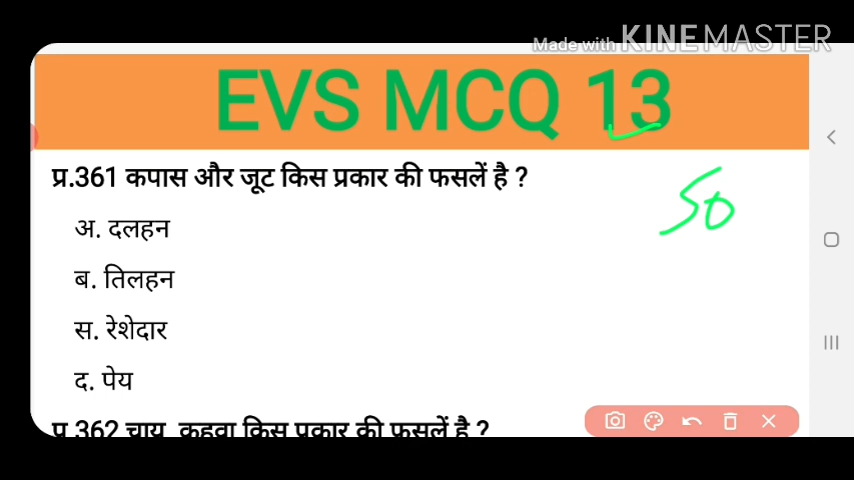 Made with KINEMASTER
EVS MCQ 13
50
प्र.361 कपास और जूट किस प्रकार की फसलें है ?
अ. दलहन
ब. तिलहन
स. रेशेदार
द. पेय
प्र.362 चाय, कहवा किस प्रकार की फसलें है ?